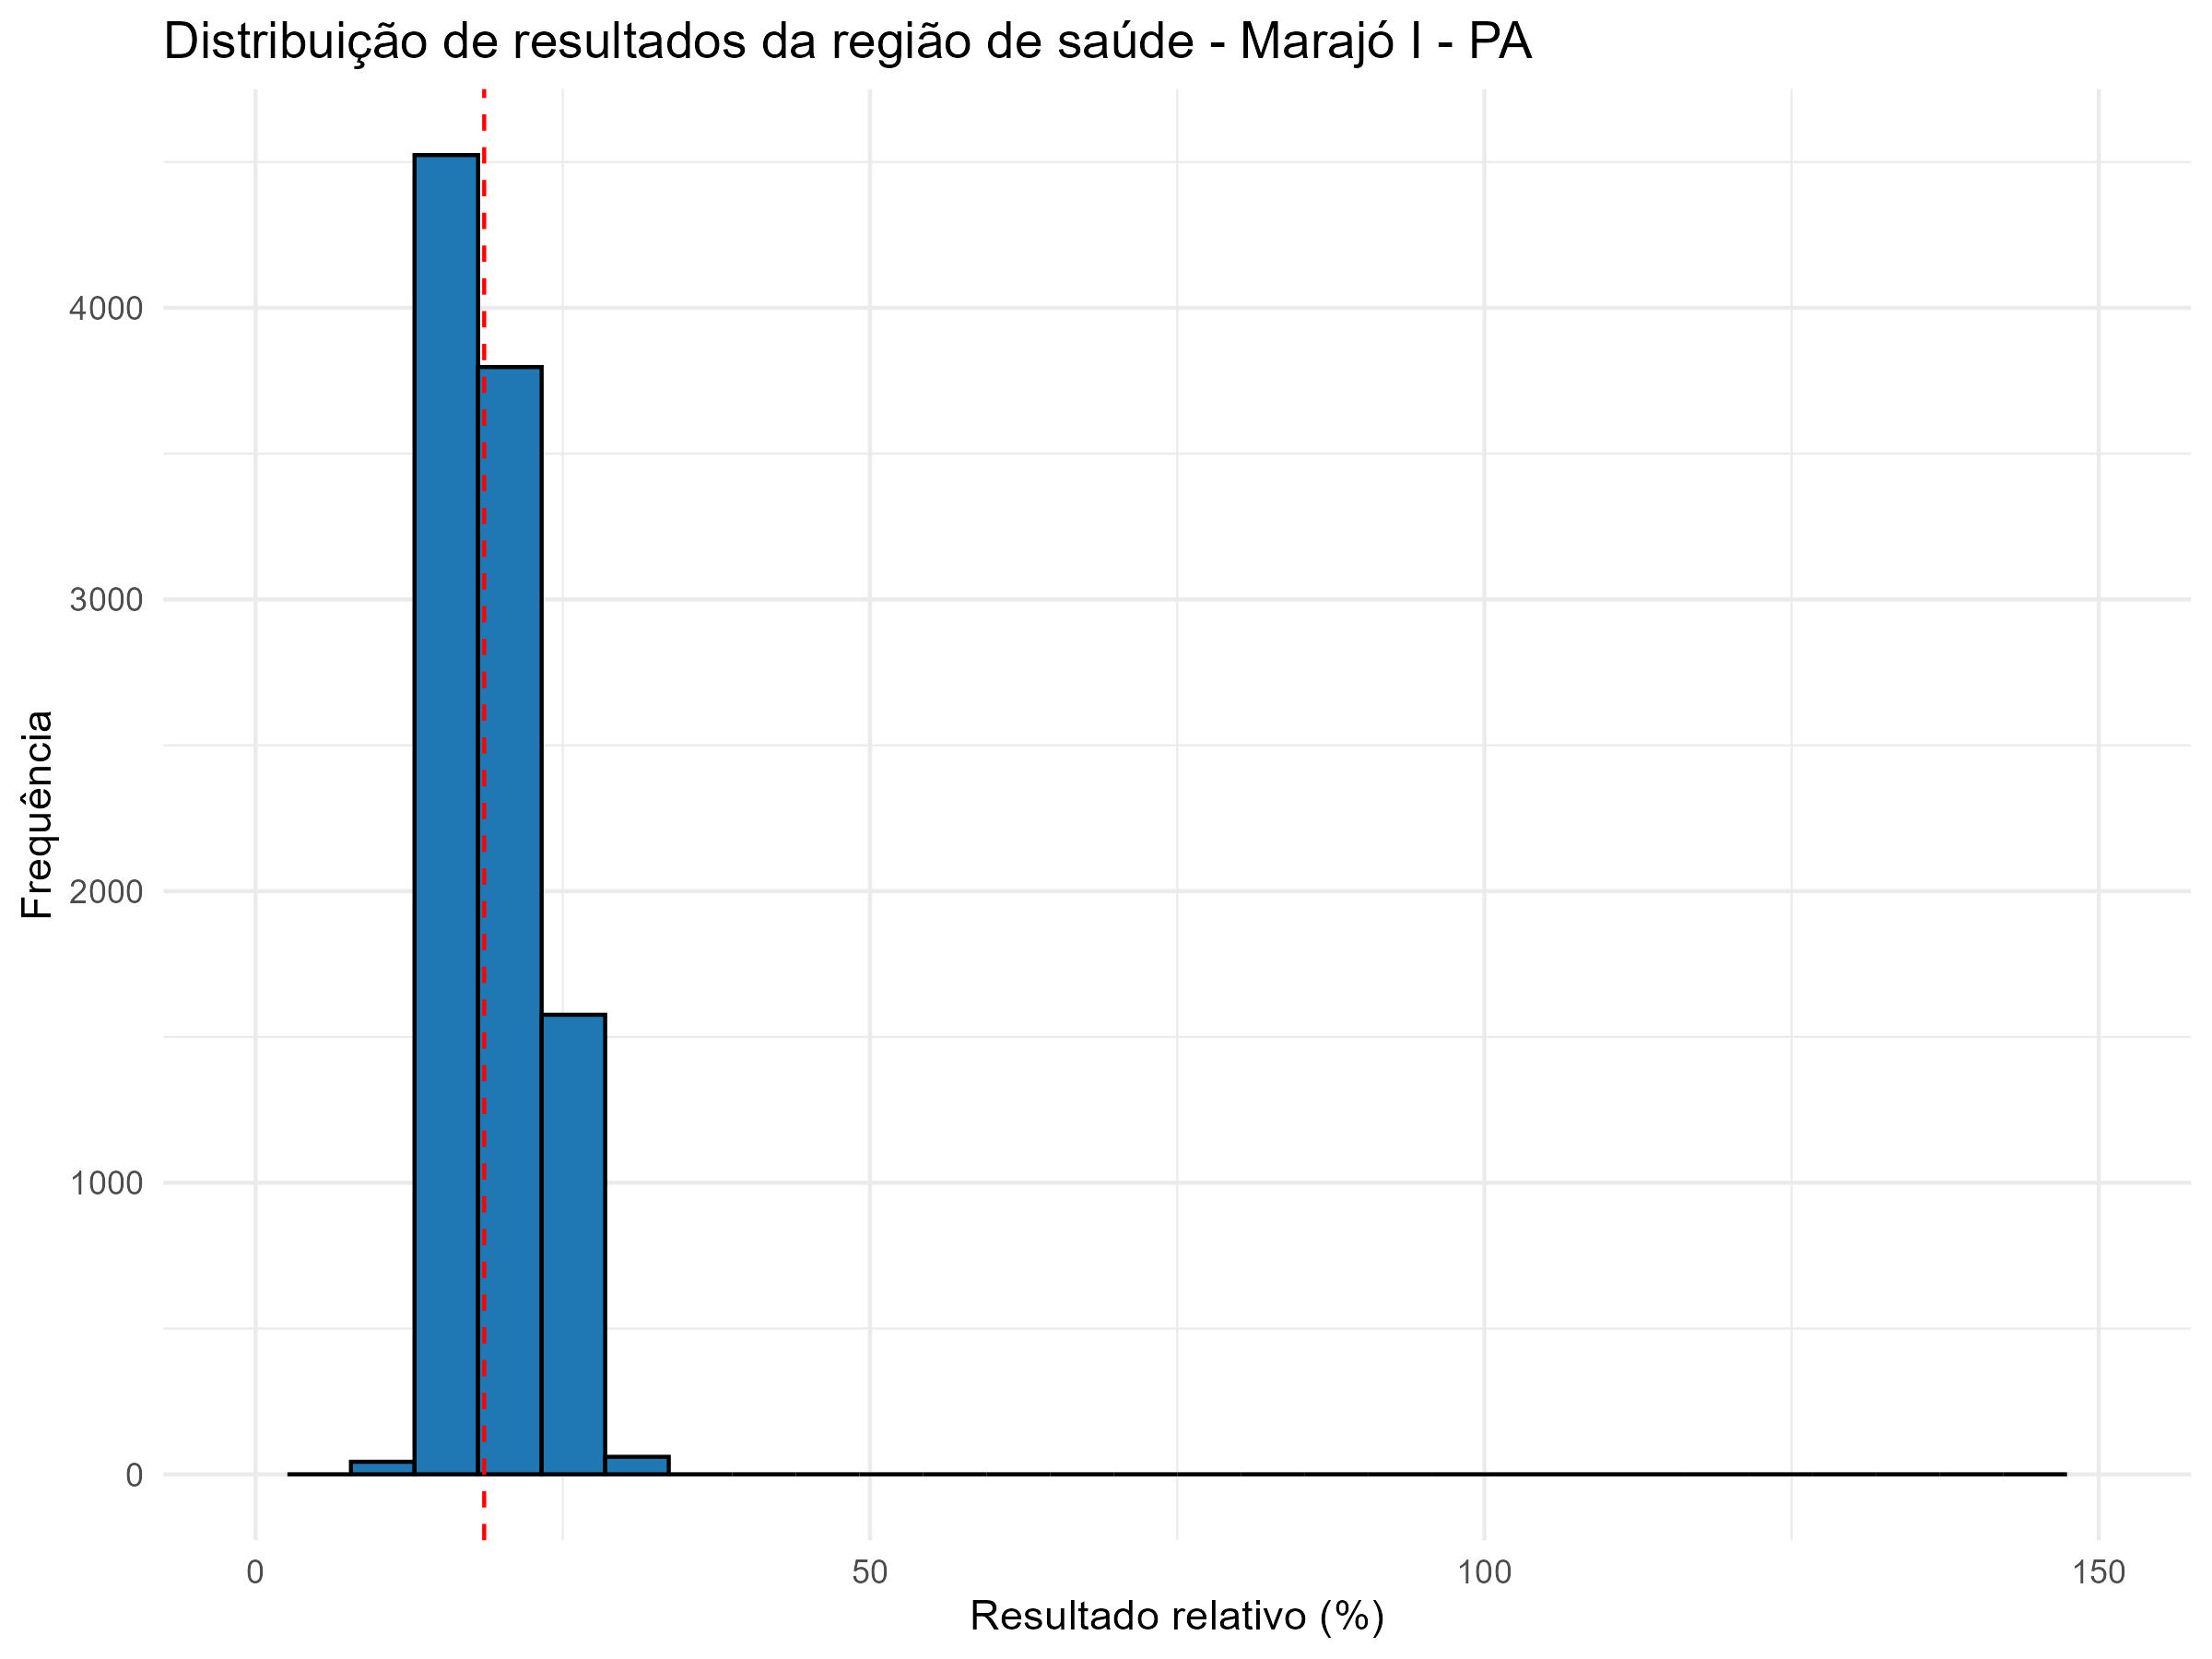 Distribuição de resultados da região de saúde - Marajó I - PA
Frequência
4000
3000
2000
1000
0
0 50 100 150
Resultado relativo (%)